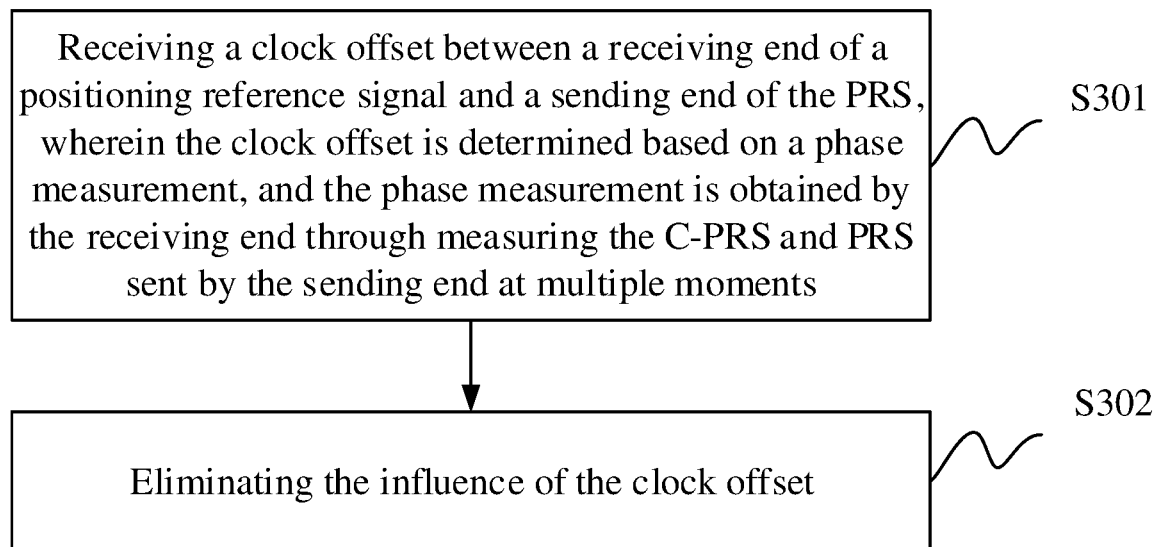 Receiving a clock offset between a receiving end of a
positioning reference signal and a sending end of the PRS,
wherein the clock offset is determined based on a phase
measurement, and the phase measurement is obtained by
the receiving end through measuring the C-PRS and PRS
sent by the sending end at multiple moments
S301
Eliminating the influence of the clock offset
S302